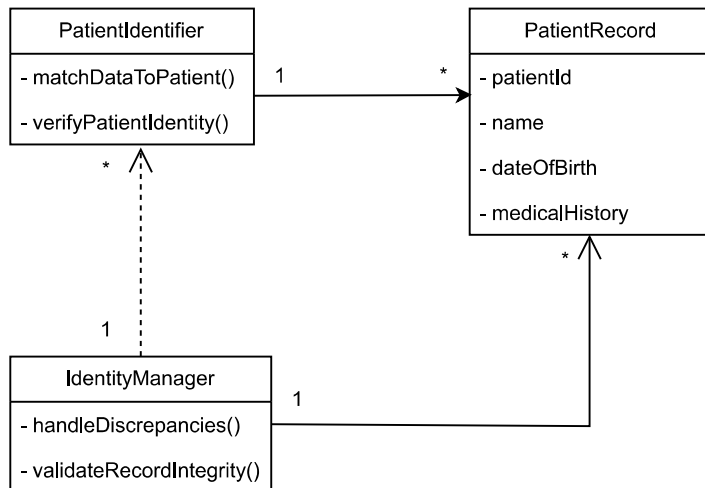 PatientIdentifier
- matchDataToPatient()
- verifyPatientIdentity()
1
*
PatientRecord
- patientId
- name
- dateOfBirth
- medicalHistory
*
*
1
IdentityManager
- handleDiscrepancies()
- validateRecordIntegrity()
1